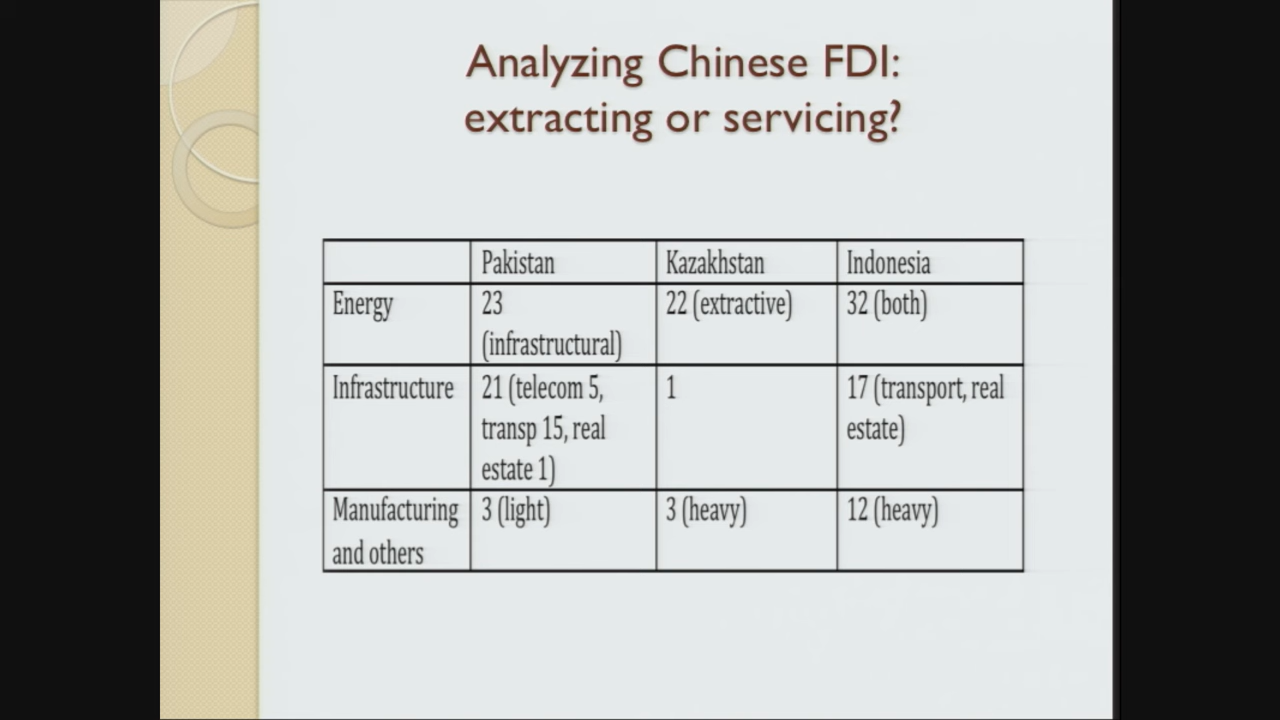 Analyzing Chinese FDI:
extracting or servicing?
Pakistan Kazakhstan Indonesia
Energy 23 (infrastructural) 22 (extractive) 32 (both)
Infrastructure 21 (telecom 5, transp 15, real estate 1) 1 17 (transport, real estate)
Manufacturing and others 3 (light) 3 (heavy) 12 (heavy)